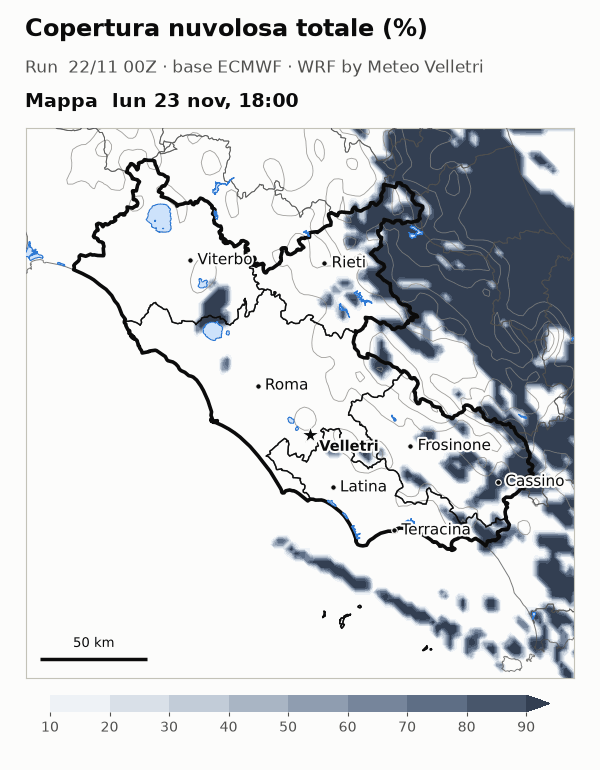 Copertura nuvolosa totale (%)
Run 22/11 00Z · base ECMWF · WRF by Meteo Velletri
Mappa lun 23 nov, 18:00
Viterbo
Rieti
Roma
Velletri
Frosinone
Cassino
Latina
Terracina
50 km
10 20 30 40 50 60 70 80 90